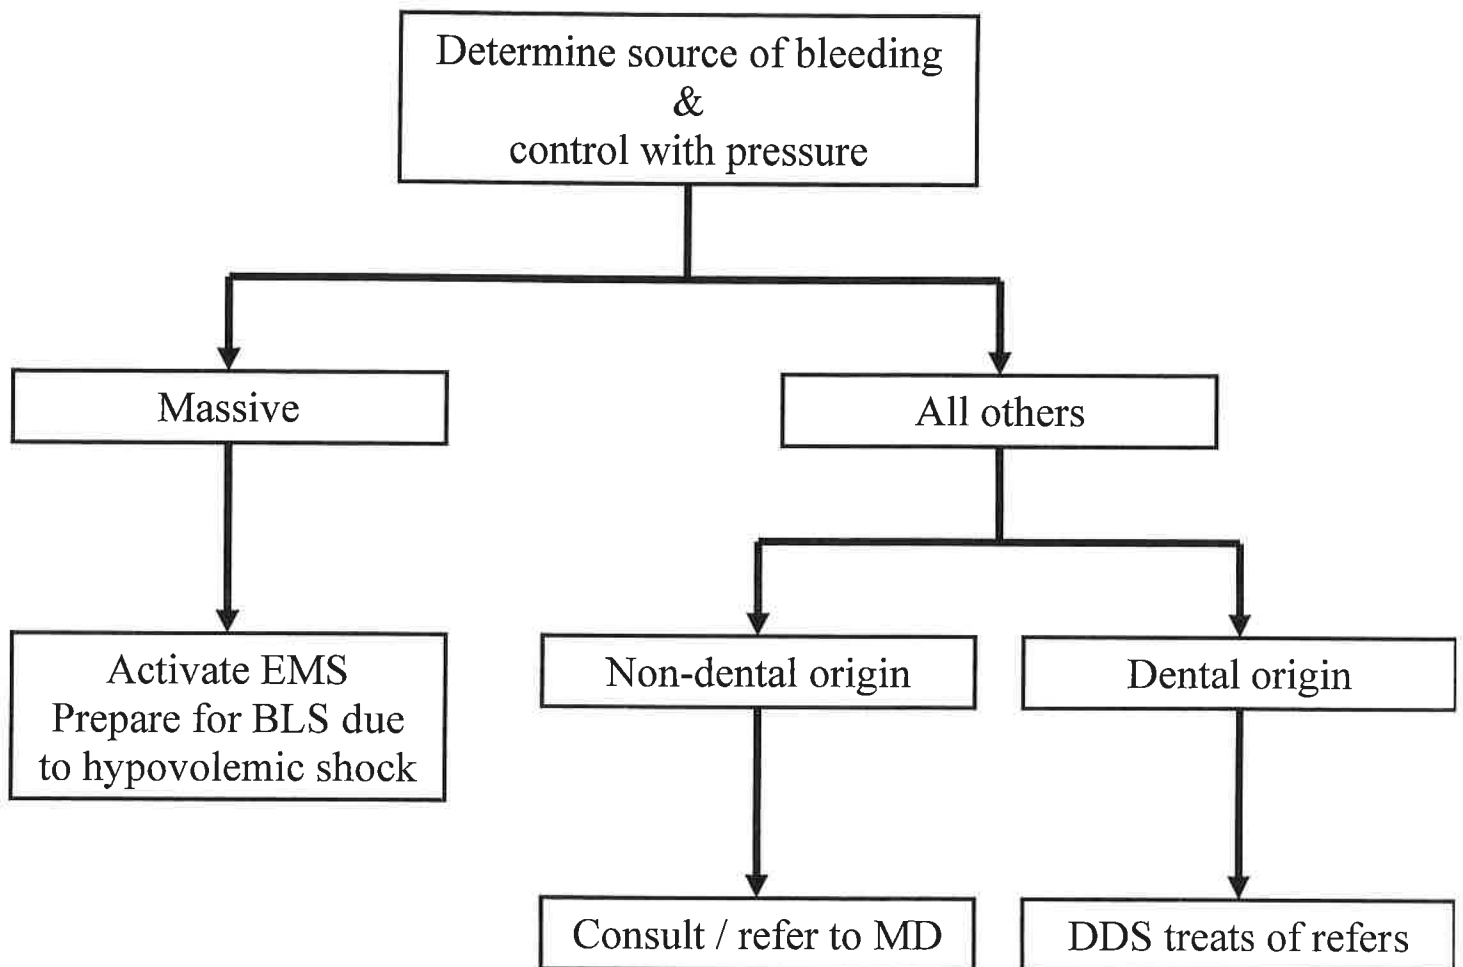 Determine source of bleeding
&
control with pressure
Massive
All others
Activate EMS
Prepare for BLS due
to hypovolemic shock
Non-dental origin
Dental origin
Consult / refer to MD
DDS treats of refers